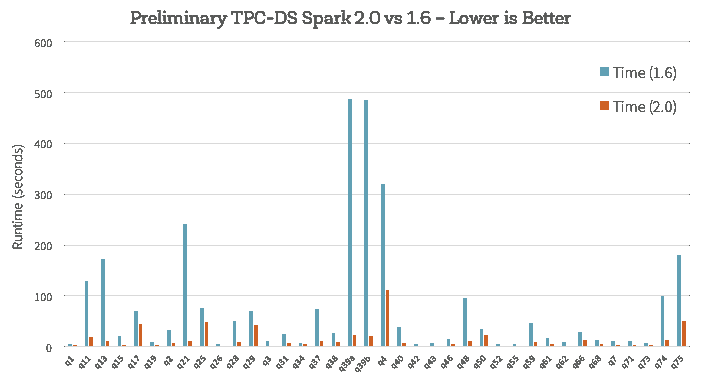 Preliminary TPC-DS Spark 2.0 vs 1.6 – Lower is Better
600
500
400
300
200
100
0
Runtime (seconds)
Time (1.6)
Time (2.0)
q1 q11 q13 q15 q17 q19 q2 q21 q25 q26 q28 q29 q3 q31 q34 q37 q38 q39a q39b q4 q40 q42 q43 q46 q48 q50 q52 q55 q59 q61 q62 q66 q68 q7 q71 q73 q74 q75